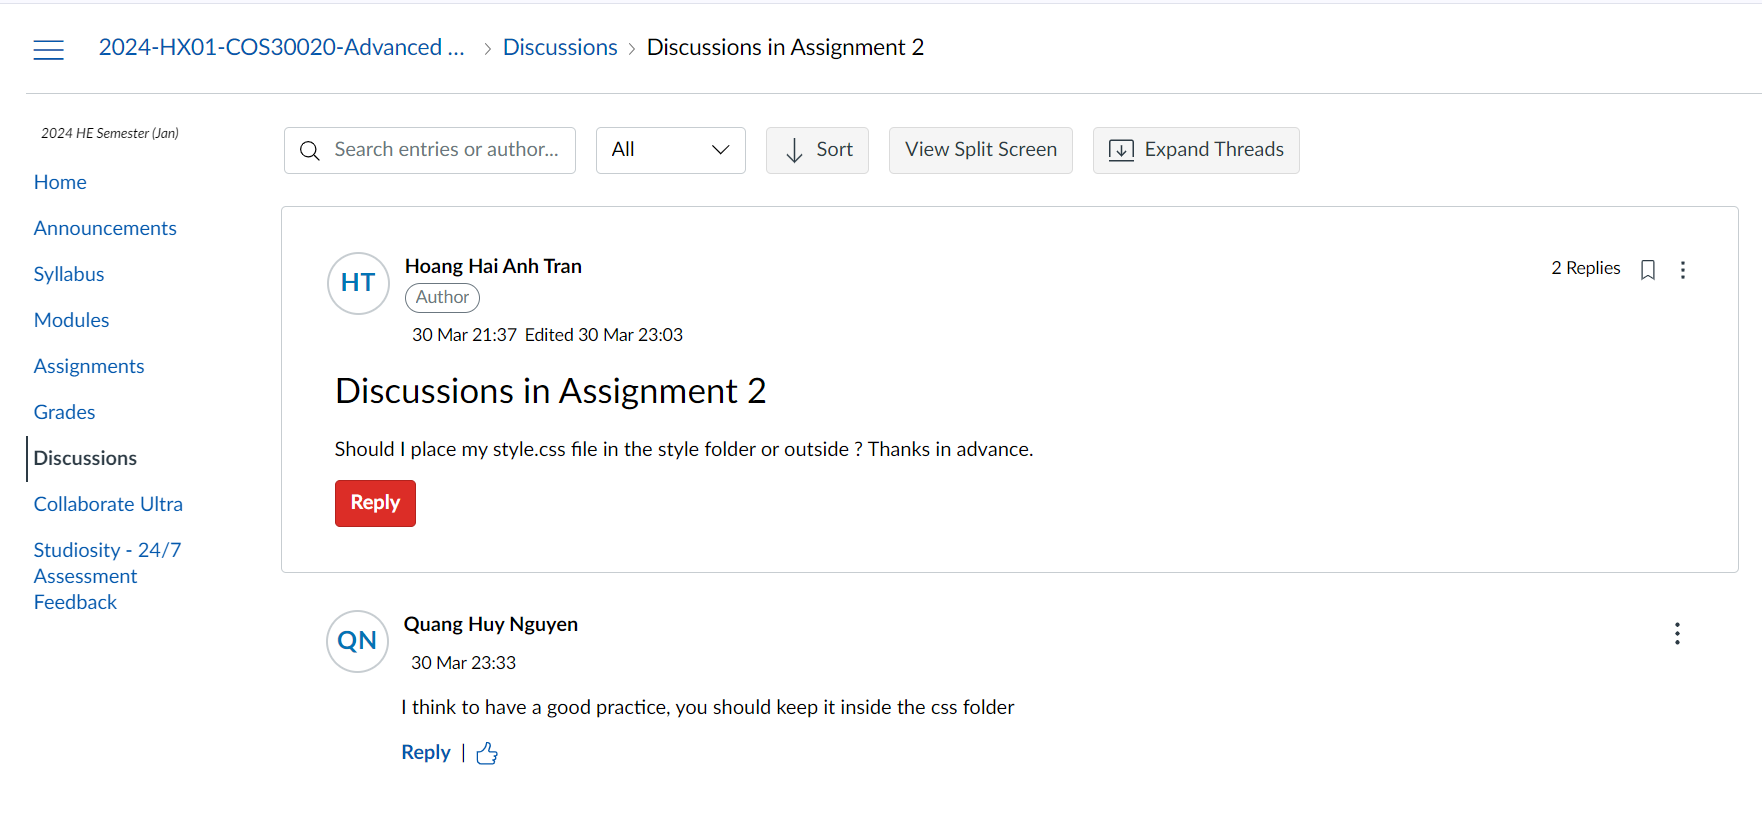 2024-HX01-COS30020-Advanced ... > Discussions > Discussions in Assignment 2
2024 HE Semester (Jan)
Home
Announcements
Syllabus
Modules
Assignments
Grades
Discussions
Collaborate Ultra
Studiosity - 24/7
Assessment
Feedback
Search entries or author...
All
Sort
View Split Screen
Expand Threads
HT
Hoang Hai Anh Tran
Author
30 Mar 21:37 Edited 30 Mar 23:03
2 Replies
Discussions in Assignment 2
Should I place my style.css file in the style folder or outside ? Thanks in advance.
Reply
QN
Quang Huy Nguyen
30 Mar 23:33
I think to have a good practice, you should keep it inside the css folder
Reply |